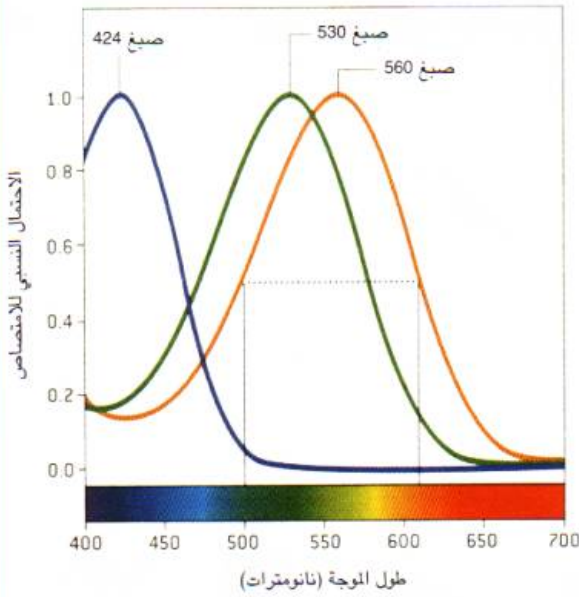 صبغ 424
صبغ 530
صبغ 560
الاحتمال النسبي للامتصاص
1.0
0.8
0.6
0.4
0.2
0.0
400 450 500 550 600 650 700
طول الموجة (نانومترات)